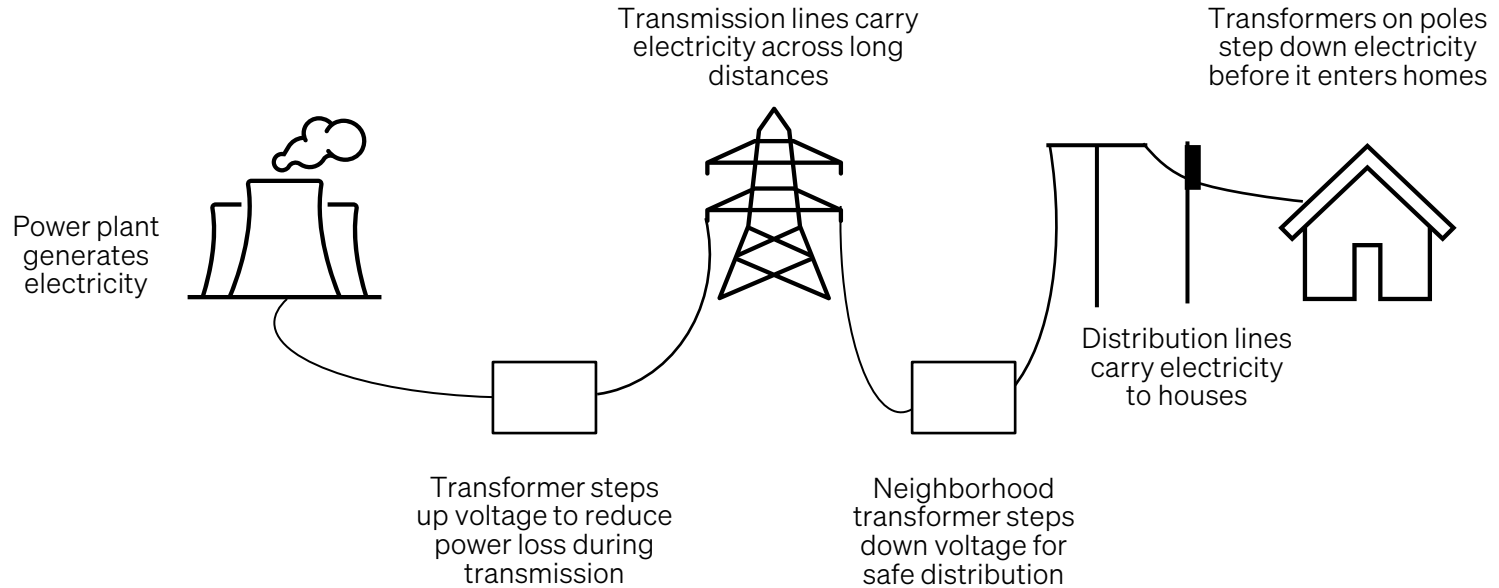 Transmission lines carry
electricity across long
distances
Transformers on poles
step down electricity
before it enters homes
Power plant
generates
electricity
Distribution lines
carry electricity
to houses
Transformer steps
up voltage to reduce
power loss during
transmission
Neighborhood
transformer steps
down voltage for
safe distribution